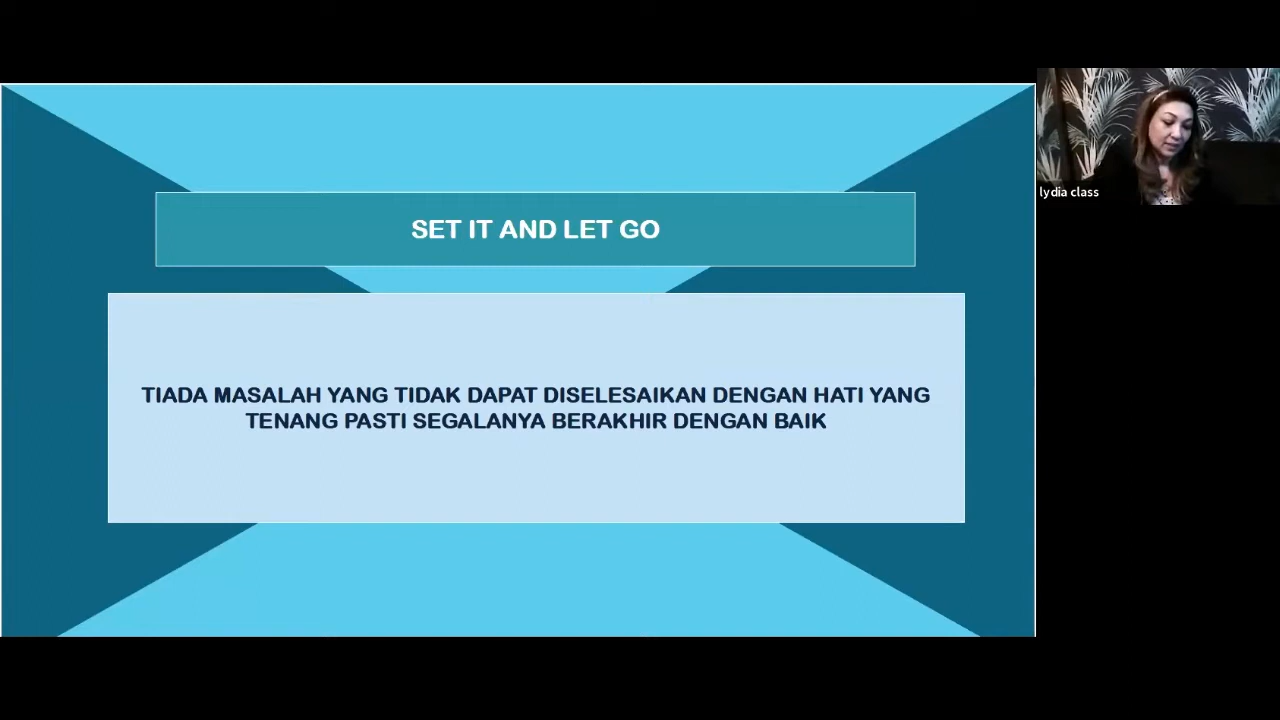 SET IT AND LET GO
TIADA MASALAH YANG TIDAK DAPAT DISELESAIKAN DENGAN HATI YANG
TENANG PASTI SEGALANYA BERAKHIR DENGAN BAIK
lydia class